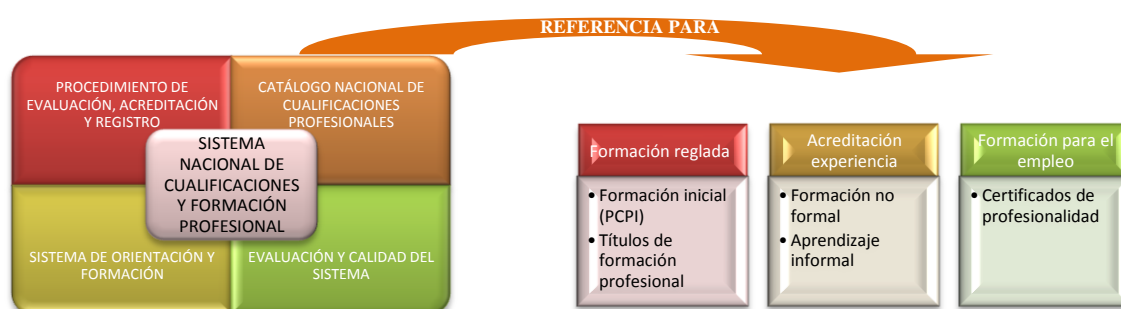 REFERENCIA PARA
PROCEDIMIENTO DE
EVALUACIÓN, ACREDITACIÓN
Y REGISTRO
CATÁLOGO NACIONAL DE
CUALIFICACIONES
PROFESIONALES
SISTEMA
NACIONAL DE
CUALIFICACIONES
Y FORMACIÓN
PROFESIONAL
SISTEMA DE ORIENTACIÓN Y
FORMACIÓN
EVALUACIÓN Y CALIDAD DEL
SISTEMA
Formación reglada
• Formación inicial
(PCPI)
• Títulos de
formación
profesional
Acreditación
experiencia
• Formación no
formal
• Aprendizaje
informal
Formación para el
empleo
• Certificados de
profesionalidad